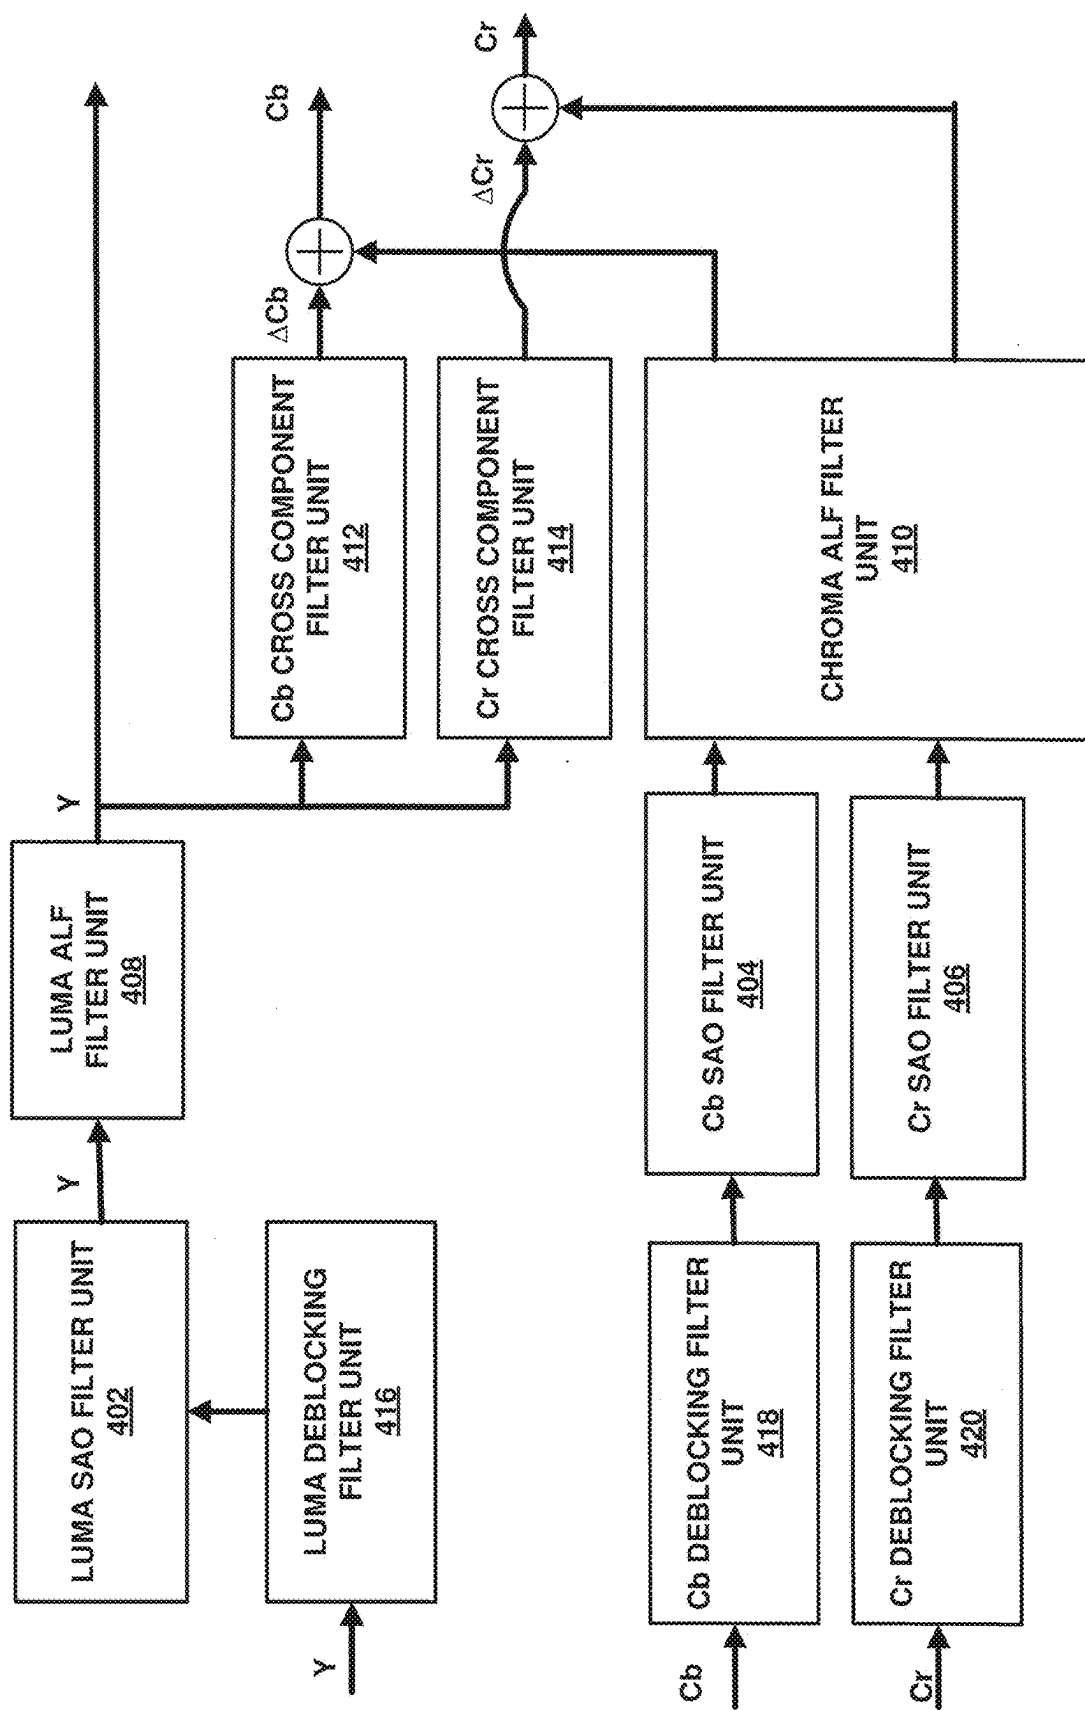 Y
LUMA DEBLOCKING
FILTER UNIT
416
LUMA SAO FILTER UNIT
402
Y
LUMA ALF
FILTER UNIT
408
Y
Cb CROSS COMPONENT
FILTER UNIT
412
ΔCb
Cb
Cr CROSS COMPONENT
FILTER UNIT
414
ΔCr
Cr
Cb
Cb DEBLOCKING FILTER
UNIT
418
Cb SAO FILTER UNIT
404
Cr
Cr DEBLOCKING FILTER
UNIT
420
Cr SAO FILTER UNIT
406
CHROMA ALF FILTER
UNIT
410